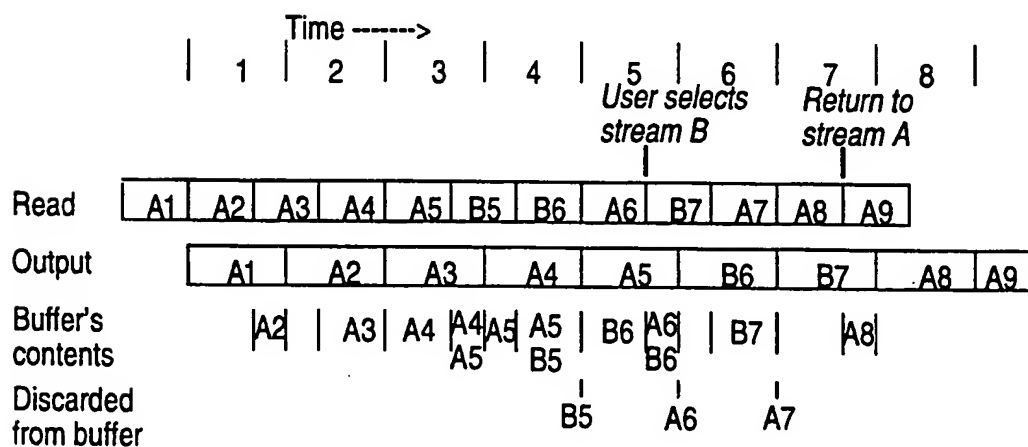 Time ------->
1 2 3 4 5 6 7 8
User selects Return to
stream B stream A
Read A1 A2 A3 A4 A5 B5 B6 A6 B7 A7 A8 A9
Output A1 A2 A3 A4 A5 B6 B7 A8 A9
Buffer's A2 A3 A4 A4 A5 A5 B6 A6 B7 A8
contents A5 B5 B6
Discarded B5 A6 A7
from buffer